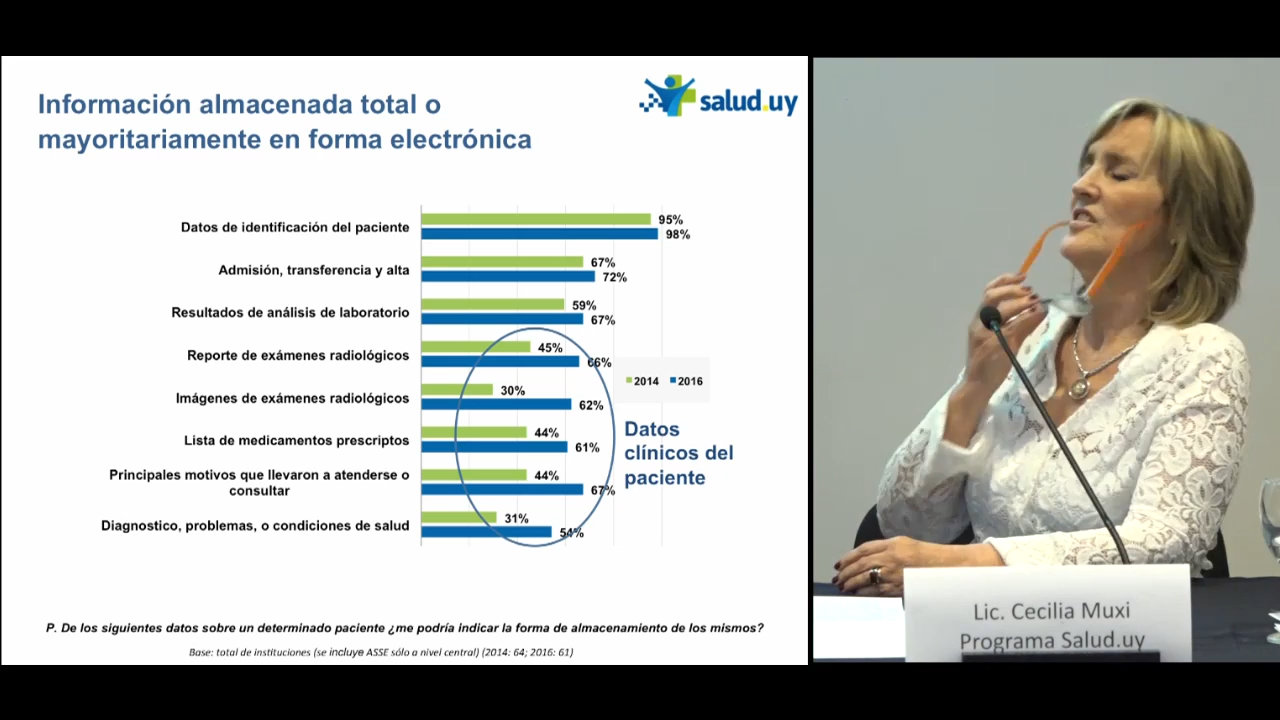 Información almacenada total o
mayoritariamente en forma electrónica
salud.uy
Datos de identificación del paciente
95%
98%
Admisión, transferencia y alta
67%
72%
Resultados de análisis de laboratorio
59%
67%
Reporte de exámenes radiológicos
45%
66%
Imágenes de exámenes radiológicos
30%
62%
Lista de medicamentos prescriptos
44%
61%
Principales motivos que llevaron a atenderse o
consultar
44%
67%
Diagnostico, problemas, o condiciones de salud
31%
54%
2014 2016
Datos
clínicos del
paciente
P. De los siguientes datos sobre un determinado paciente ¿me podría indicar la forma de almacenamiento de los mismos?
Base: total de instituciones (se incluye ASSE sólo a nivel central) (2014: 64; 2016: 61)
Lic. Cecilia Muxi
Programa Salud.uy